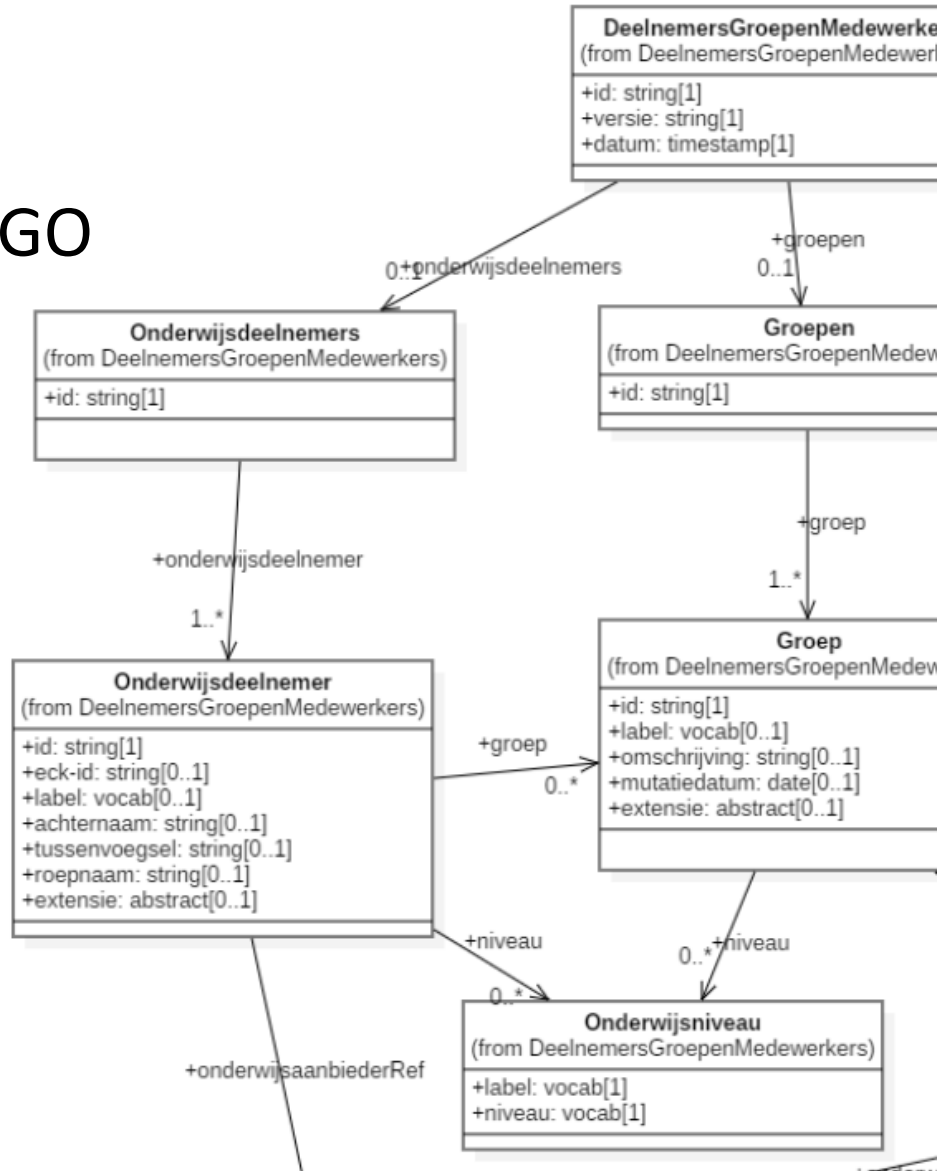 DeelnemersGroepenMedewerke
(from DeelnemersGroepenMedewerk
+id: string[1]
+versie: string[1]
+datum: timestamp[1]
GO
+groepen
0..1
0..1
+onderwijsdeelnemers
Onderwijsdeelnemers
(from DeelnemersGroepenMedewerkers)
+id: string[1]
Groepen
(from DeelnemersGroepenMedew
+id: string[1]
+groep
1..*
+onderwijsdeelnemer
1..*
Groep
(from DeelnemersGroepenMedew
+id: string[1]
+label: vocab[0..1]
+omschrijving: string[0..1]
+mutatiedatum: date[0..1]
+extensie: abstract[0..1]
Onderwijsdeelnemer
(from DeelnemersGroepenMedewerkers)
+id: string[1]
+eck-id: string[0..1]
+label: vocab[0..1]
+achternaam: string[0..1]
+tussenvoegsel: string[0..1]
+roepnaam: string[0..1]
+extensie: abstract[0..1]
+groep
0..*
+niveau
0..*
+niveau
0..*
Onderwijsniveau
(from DeelnemersGroepenMedewerkers)
+label: vocab[1]
+niveau: vocab[1]
+onderwijsaanbiederRef